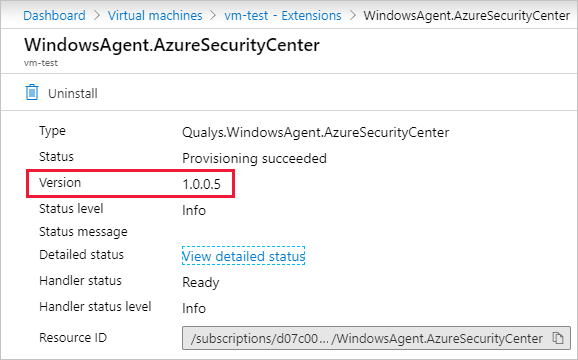 Dashboard > Virtual machines > vm-test - Extensions > WindowsAgent.AzureSecurityCenter
WindowsAgent.AzureSecurityCenter
vm-test
Uninstall
Type Qualys.WindowsAgent.AzureSecurityCenter
Status Provisioning succeeded
Version 1.0.0.5
Status level Info
Status message
Detailed status View detailed status
Handler status Ready
Handler status level Info
Resource ID /subscriptions/d07c00... /WindowsAgent.AzureSecurityCenter